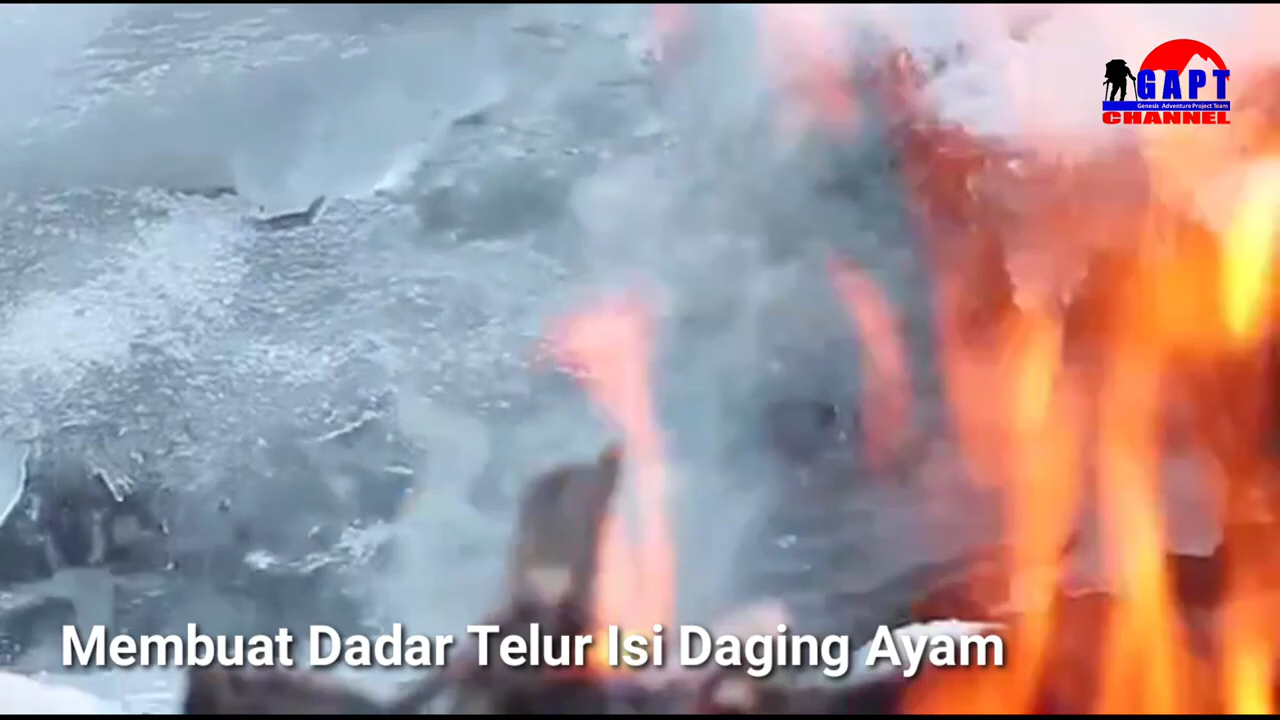 GAPT
Genesis Adventure Project Team
CHANNEL
Membuat Dadar Telur Isi Daging Ayam